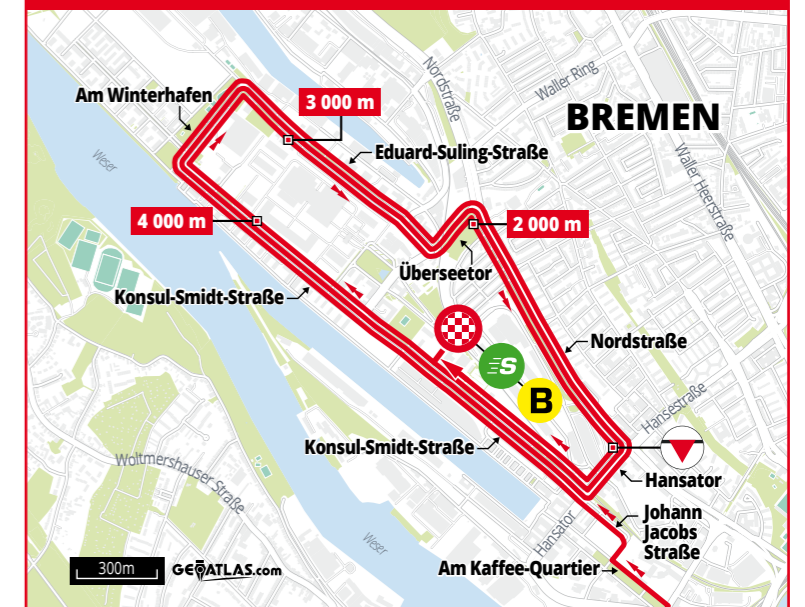 Nordstraße
Waller Ring
Am Winterhafen
3 000 m
BREMEN
Eduard-Suling-Straße
Waller Heerstraße
Weser
4 000 m
2 000 m
Überseetor
Konsul-Smidt-Straße
Nordstraße
S
B
Hansestraße
Konsul-Smidt-Straße
Woltmershauser Straße
Hansator
Hansator
Johann
Jacobs
Straße
Weser
Am Kaffee-Quartier
300m
GEOATLAS.com